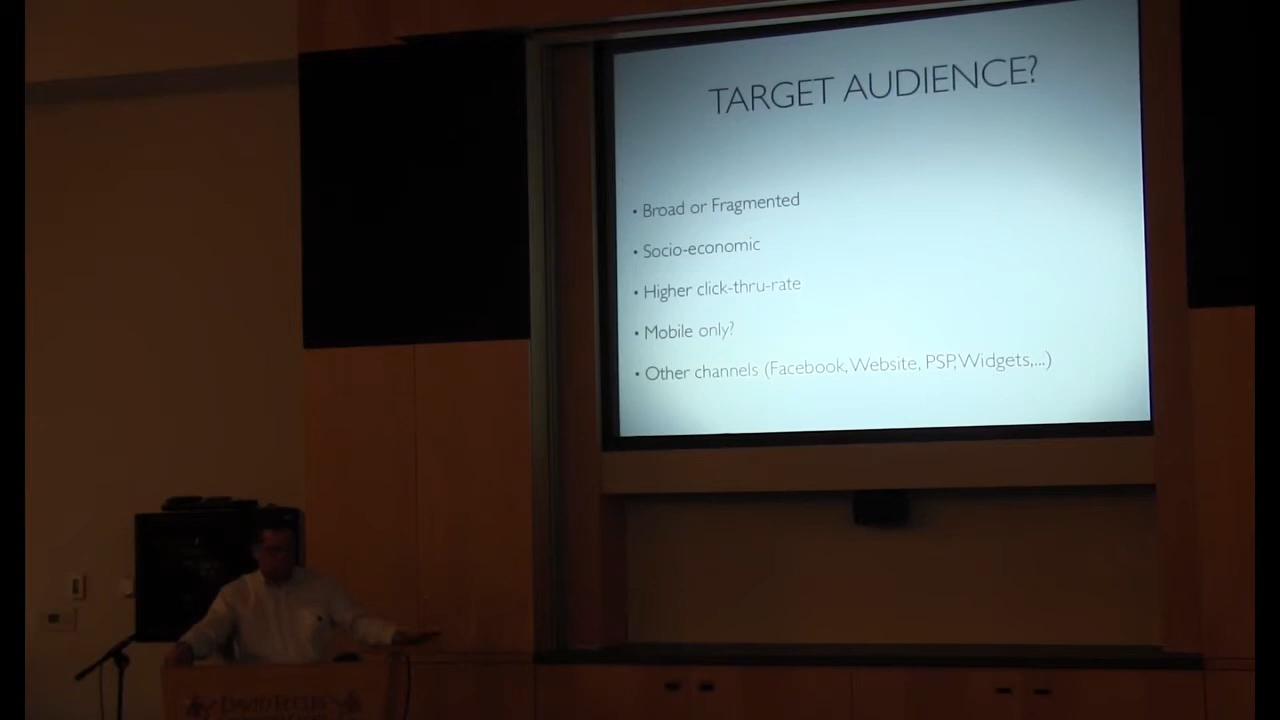 TARGET AUDIENCE?
• Broad or Fragmented
• Socio-economic
• Higher click-thru-rate
• Mobile only?
• Other channels (Facebook, Website, PSP, Widgets,...)